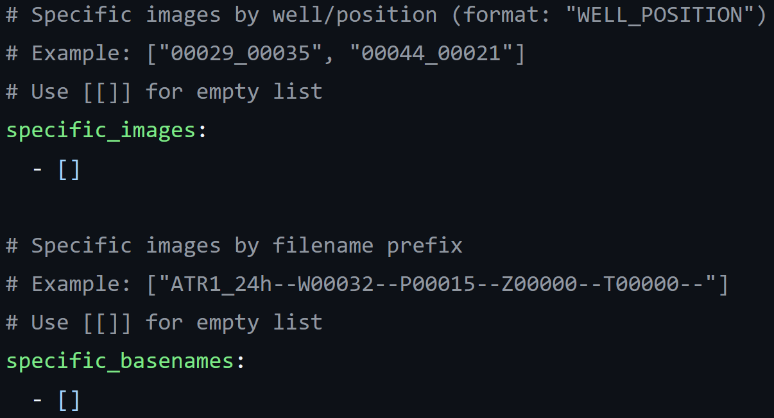 # Specific images by well/position (format: "WELL_POSITION")
# Example: ["00029_00035", "00044_00021"]
# Use [[]] for empty list
specific_images:
  - []
# Specific images by filename prefix
# Example: ["ATR1_24h--W00032--P00015--Z00000--T00000--"]
# Use [[]] for empty list
specific_basenames:
  - []